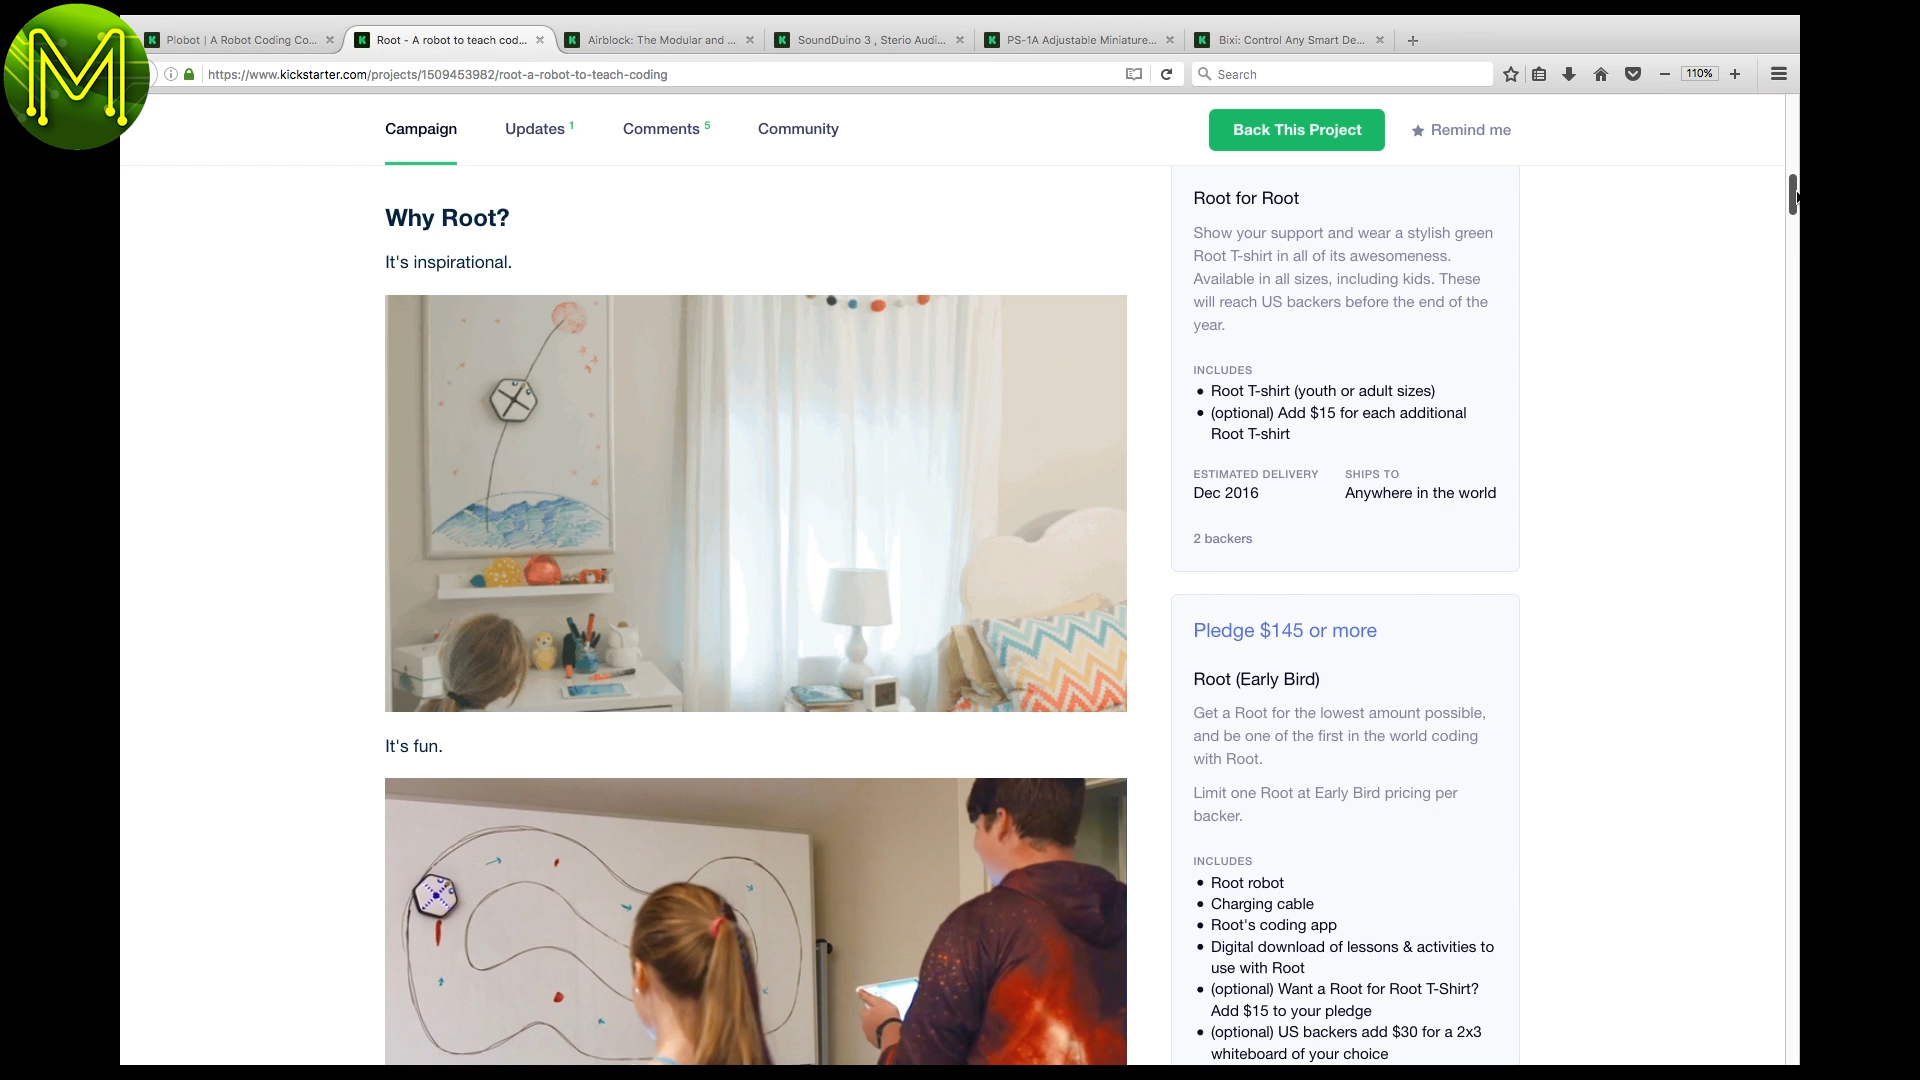 M
Plobot | A Robot Coding Co...
Root - A robot to teach cod...
Airblock: The Modular and ...
SoundDuino 3 , Sterio Audi...
PS-1A Adjustable Miniature...
Bixi: Control Any Smart De...
https://www.kickstarter.com/projects/1509453982/root-a-robot-to-teach-coding
Search
110%
Campaign
Updates 1
Comments 5
Community
Back This Project
Remind me
Why Root?
It's inspirational.
It's fun.
Root for Root
Show your support and wear a stylish green
Root T-shirt in all of its awesomeness.
Available in all sizes, including kids. These
will reach US backers before the end of the
year.
INCLUDES
Root T-shirt (youth or adult sizes)
(optional) Add $15 for each additional
Root T-shirt
ESTIMATED DELIVERY
Dec 2016
SHIPS TO
Anywhere in the world
2 backers
Pledge $145 or more
Root (Early Bird)
Get a Root for the lowest amount possible,
and be one of the first in the world coding
with Root.
Limit one Root at Early Bird pricing per
backer.
INCLUDES
Root robot
Charging cable
Root's coding app
Digital download of lessons & activities to
use with Root
(optional) Want a Root for Root T-Shirt?
Add $15 to your pledge
(optional) US backers add $30 for a 2x3
whiteboard of your choice